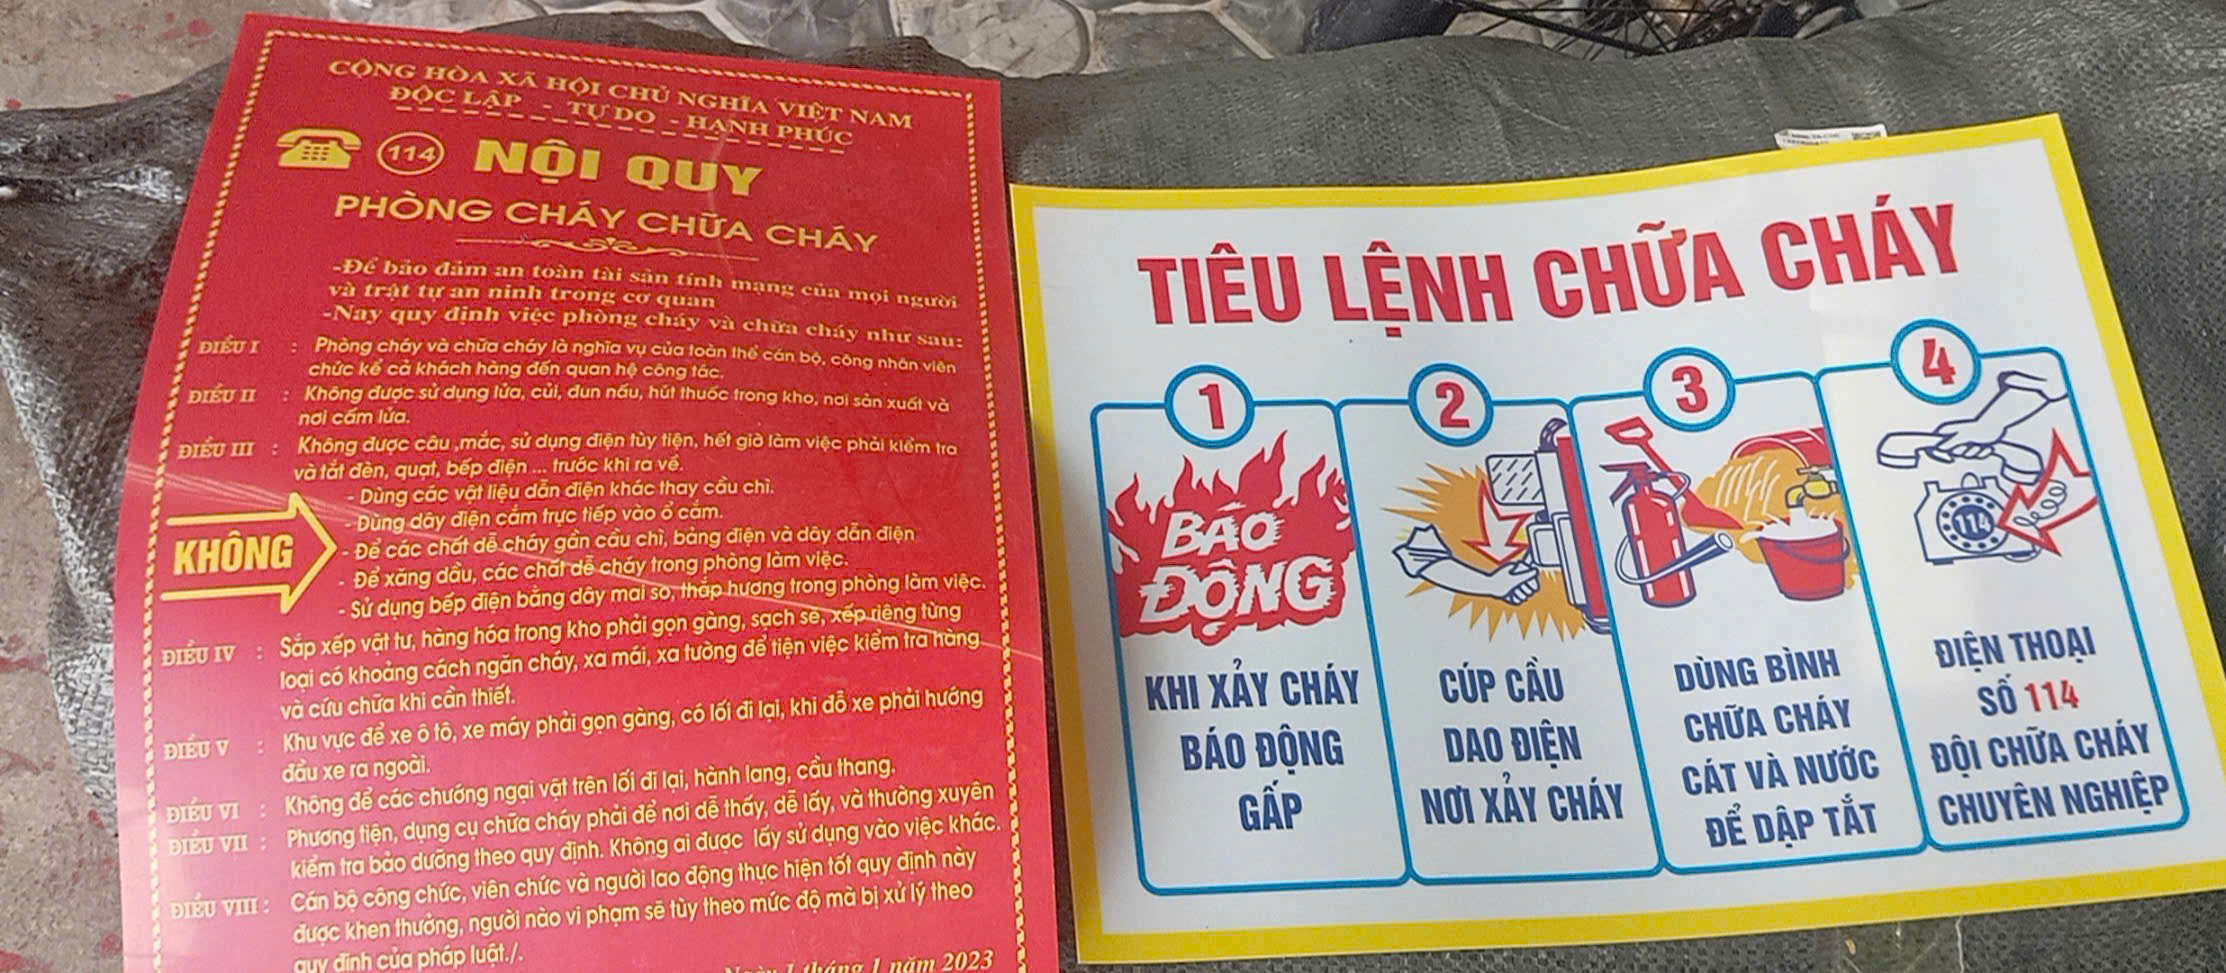 CỘNG HÒA XÃ HỘI CHỦ NGHĨA VIỆT NAM
ĐỘC LẬP - TỰ DO - HẠNH PHÚC
114 NỘI QUY
PHÒNG CHÁY CHỮA CHÁY
-Để bảo đảm an toàn tài sản tính mạng của mọi người
và trật tự an ninh trong cơ quan
-Nay quy định việc phòng cháy và chữa cháy như sau:
ĐIỀU I : Phòng cháy và chữa cháy là nghĩa vụ của toàn thể cán bộ, công nhân viên
chức kể cả khách hàng đến quan hệ công tác.
ĐIỀU II : Không được sử dụng lửa, củi, đun nấu, hút thuốc trong kho, nơi sản xuất và
nơi cấm lửa.
ĐIỀU III : Không được câu ,mắc, sử dụng điện tùy tiện, hết giờ làm việc phải kiểm tra
và tắt đèn, quạt, bếp điện ... trước khi ra về.
KHÔNG
- Dùng các vật liệu dẫn điện khác thay cầu chì.
- Dùng dây điện cắm trực tiếp vào ổ cắm.
- Để các chất dễ cháy gần cầu chì, bảng điện và dây dẫn điện
- Để xăng dầu, các chất dễ cháy trong phòng làm việc.
- Sử dụng bếp điện bằng dây mai so, thắp hương trong phòng làm việc.
ĐIỀU IV : Sắp xếp vật tư, hàng hóa trong kho phải gọn gàng, sạch sẽ, xếp riêng từng
loại có khoảng cách ngăn cháy, xa mái, xa tường để tiện việc kiểm tra hàng
và cứu chữa khi cần thiết.
ĐIỀU V : Khu vực để xe ô tô, xe máy phải gọn gàng, có lối đi lại, khi đỗ xe phải hướng
đầu xe ra ngoài.
ĐIỀU VI : Không để các chướng ngại vật trên lối đi lại, hành lang, cầu thang.
ĐIỀU VII : Phương tiện, dụng cụ chữa cháy phải để nơi dễ thấy, dễ lấy, và thường xuyên
kiểm tra bảo dưỡng theo quy định. Không ai được lấy sử dụng vào việc khác.
ĐIỀU VIII : Cán bộ công chức, viên chức và người lao động thực hiện tốt quy định này
được khen thưởng, người nào vi phạm sẽ tùy theo mức độ mà bị xử lý theo
quy định của pháp luật./.
Ngày 1 tháng 1 năm 2023
TIÊU LỆNH CHỮA CHÁY
1
BÁO
ĐỘNG
KHI XẢY CHÁY
BÁO ĐỘNG
GẤP
2
CÚP CẦU
DAO ĐIỆN
NƠI XẢY CHÁY
3
DÙNG BÌNH
CHỮA CHÁY
CÁT VÀ NƯỚC
ĐỂ DẬP TẮT
4
114
ĐIỆN THOẠI
SỐ 114
ĐỘI CHỮA CHÁY
CHUYÊN NGHIỆP